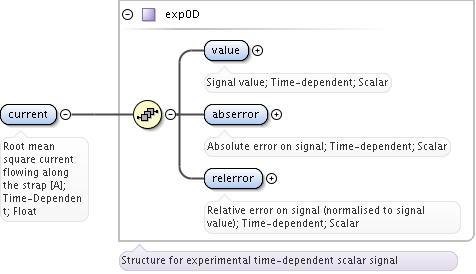 exp0D
value
Signal value; Time-dependent; Scalar
current
abserror
Root mean
square current
flowing along
the strap [A];
Time-Dependen
t; Float
Absolute error on signal; Time-dependent; Scalar
relerror
Relative error on signal (normalised to signal
value); Time-dependent; Scalar
Structure for experimental time-dependent scalar signal